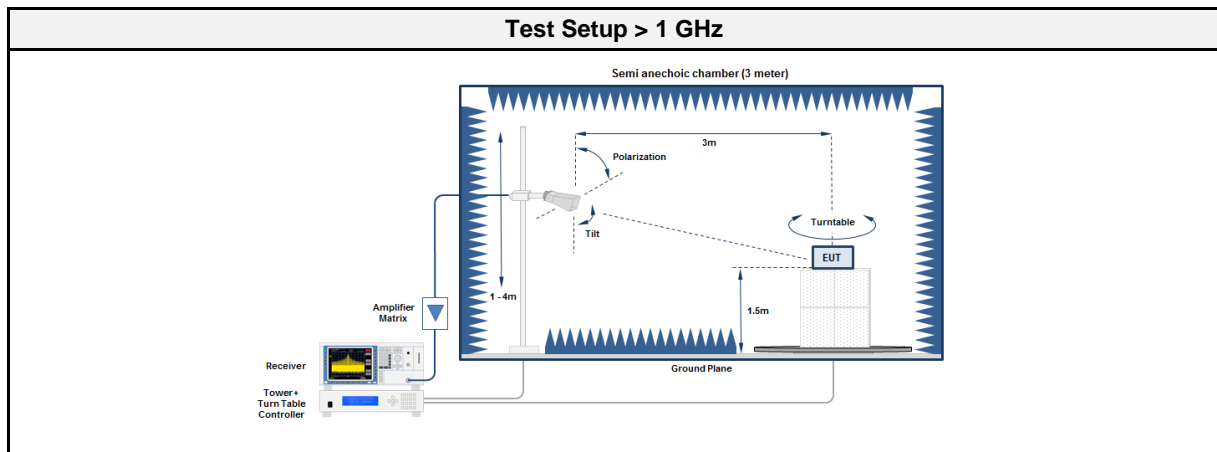 Test Setup > 1 GHz
Semi anechoic chamber (3 meter)
3m
Polarization
Turntable
Tilt
EUT
1 - 4m
1.5m
Amplifier
Matrix
Ground Plane
Receiver
Tower+
Turn Table
Controller